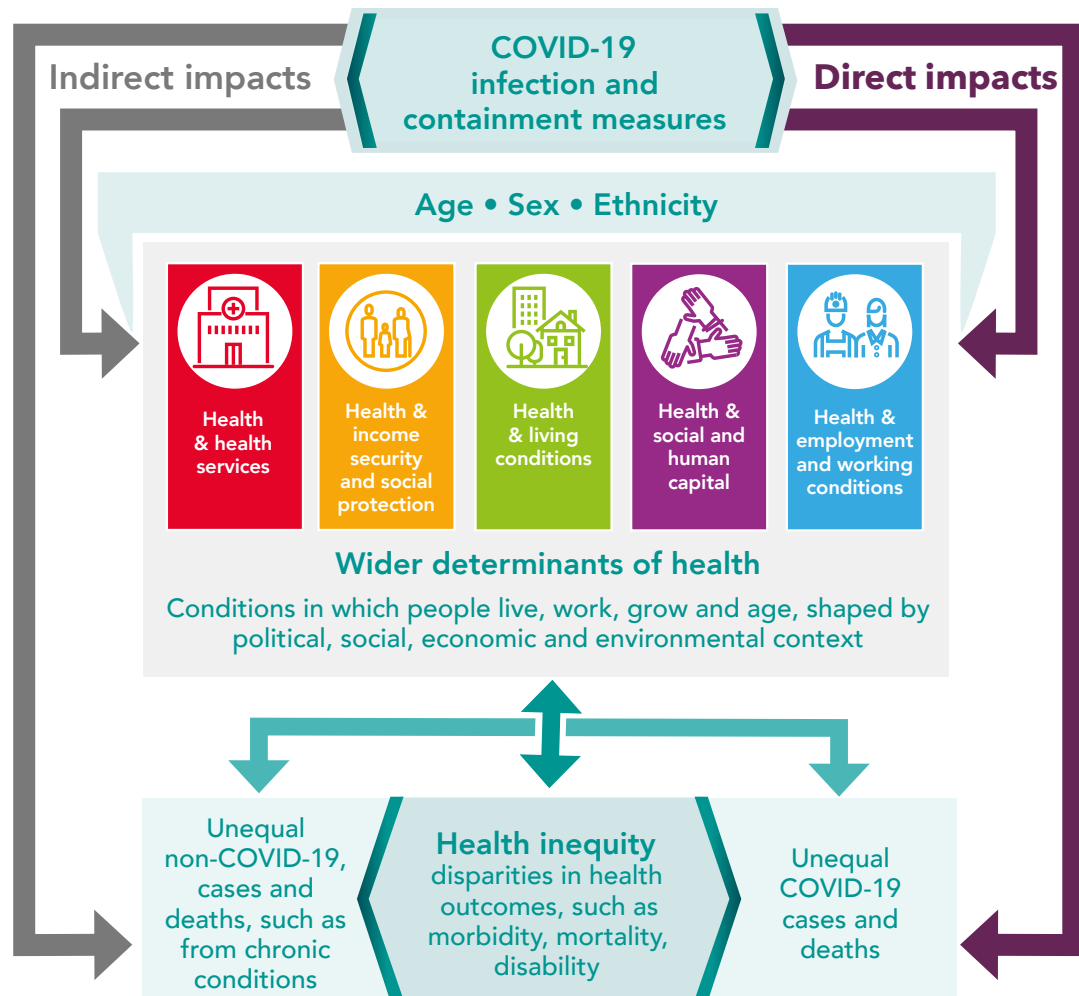 COVID-19
infection and
containment measures
Indirect impacts
Direct impacts
Age • Sex • Ethnicity
Health
& health
services
Health &
income
security
and social
protection
Health
& living
conditions
Health &
social and
human
capital
Health &
employment
and working
conditions
Wider determinants of health
Conditions in which people live, work, grow and age, shaped by
political, social, economic and environmental context
Unequal
non-COVID-19,
cases and
deaths, such as
from chronic
conditions
Health inequity
disparities in health
outcomes, such as
morbidity, mortality,
disability
Unequal
COVID-19
cases and
deaths